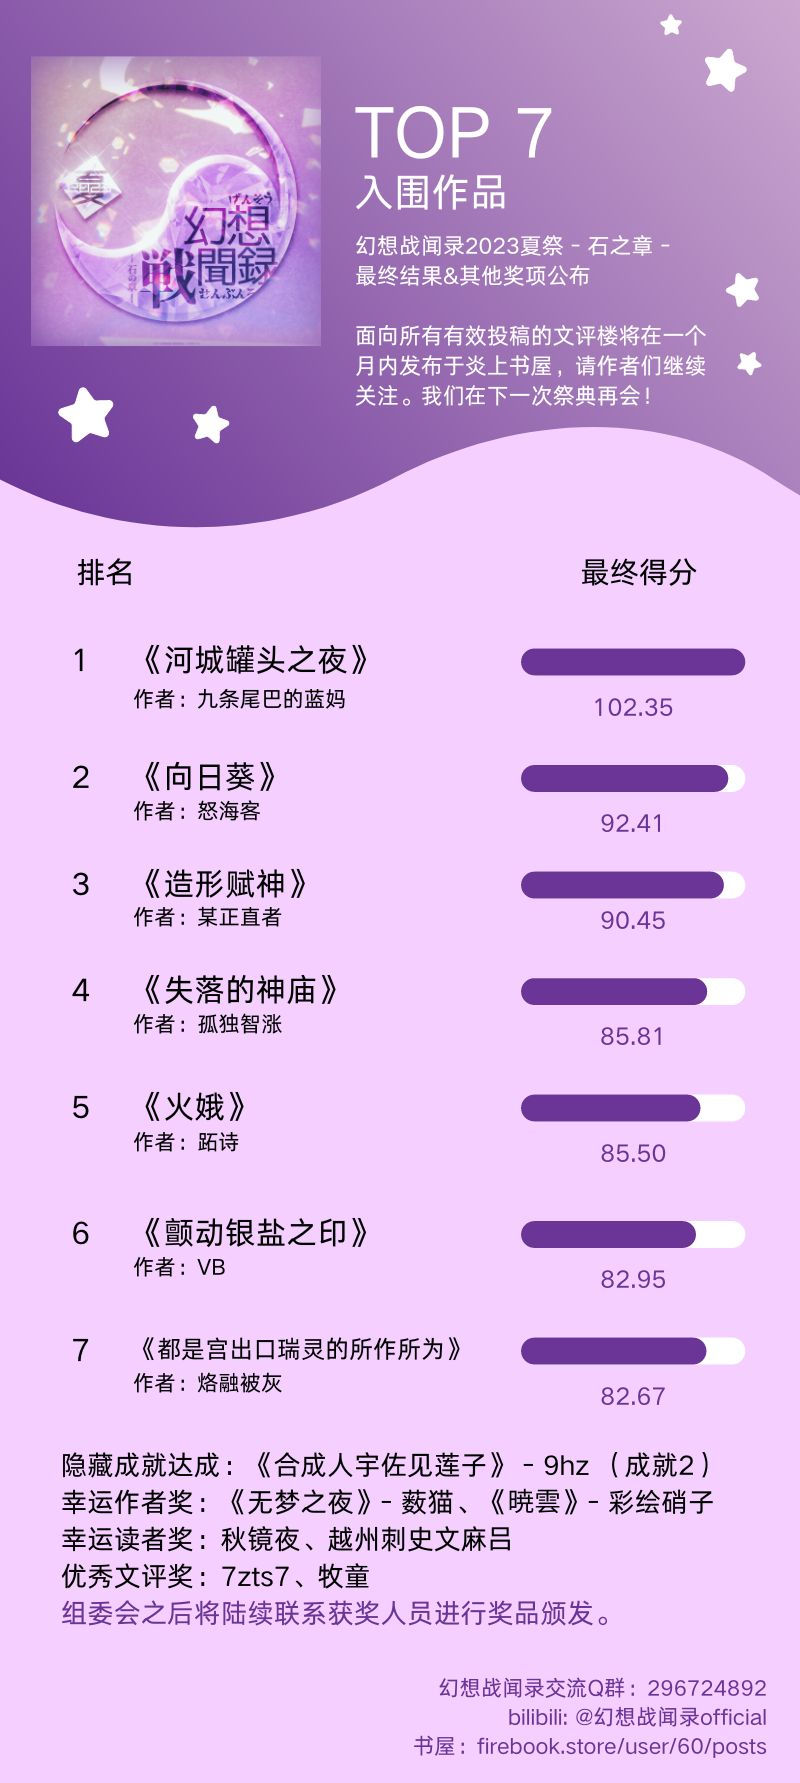 夏
2023
げんそう
幻想
戦聞録
石の章
せんぶんろく
TOP 7
入围作品
幻想战闻录2023夏祭 - 石之章 -
最终结果&其他奖项公布
面向所有有效投稿的文评楼将在一个
月内发布于炎上书屋，请作者们继续
关注。我们在下一次祭典再会！
排名 最终得分
1 《河城罐头之夜》
作者：九条尾巴的蓝妈
102.35
2 《向日葵》
作者：怒海客
92.41
3 《造形赋神》
作者：某正直者
90.45
4 《失落的神庙》
作者：孤独智涨
85.81
5 《火娥》
作者：跖诗
85.50
6 《颤动银盐之印》
作者：VB
82.95
7 《都是宫出口瑞灵的所作所为》
作者：烙融被灰
82.67
隐藏成就达成：《合成人宇佐见莲子》 - 9hz （成就2）
幸运作者奖：《无梦之夜》- 薮猫、《暁雲》- 彩绘硝子
幸运读者奖：秋镜夜、越州刺史文麻吕
优秀文评奖：7zts7、牧童
组委会之后将陆续联系获奖人员进行奖品颁发。
幻想战闻录交流Q群：296724892
bilibili: @幻想战闻录official
书屋：firebook.store/user/60/posts